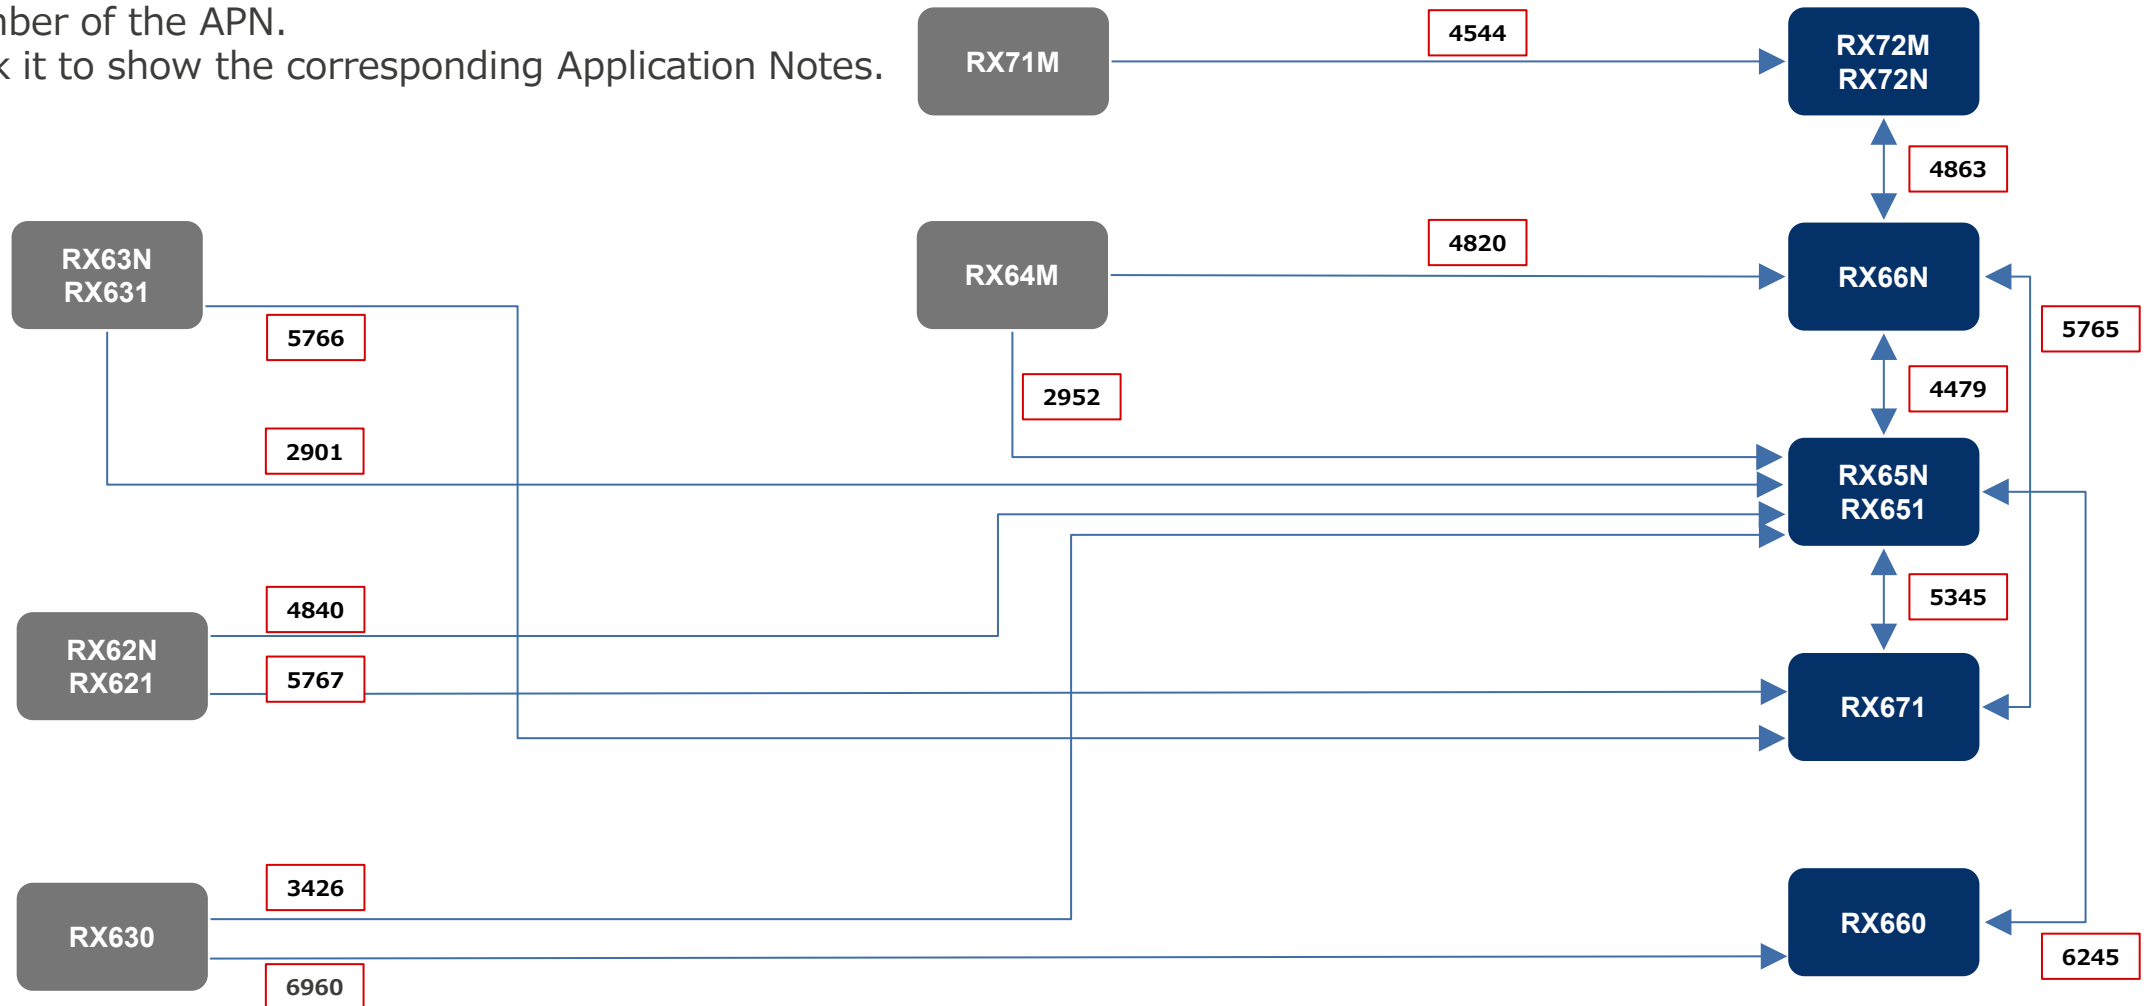 of the APN.
it to show the corresponding Application Notes.
RX71M
4544
RX72M
RX72N
4863
RX63N
RX631
RX64M
4820
RX66N
5766
5765
2952
4479
2901
RX65N
RX651
4840
5345
RX62N
RX621
5767
RX671
3426
RX630
RX660
6960
6245